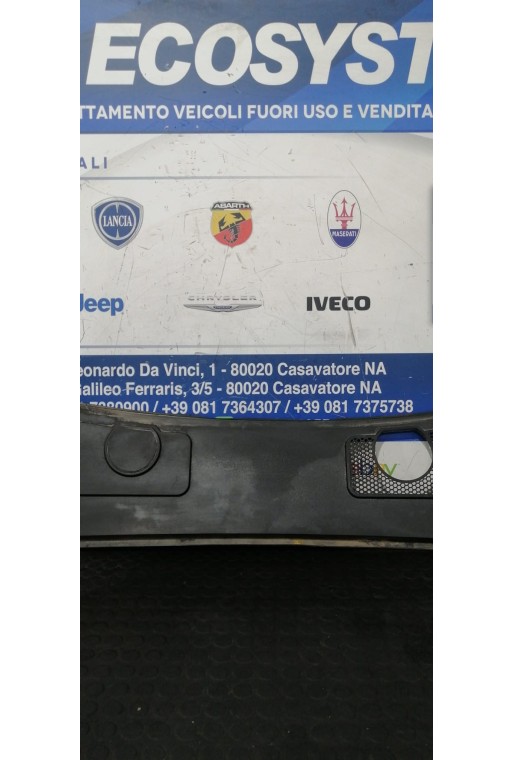 ECOSYST
TTAMENTO VEICOLI FUORI USO E VENDITA
ALI
LANCIA
ABARTH
MASERATI
Jeep
CHRYSLER
IVECO
eonardo Da Vinci, 1 - 80020 Casavatore NA
Galileo Ferraris, 3/5 - 80020 Casavatore NA
/ +39 081 7364307 / +39 081 7375738